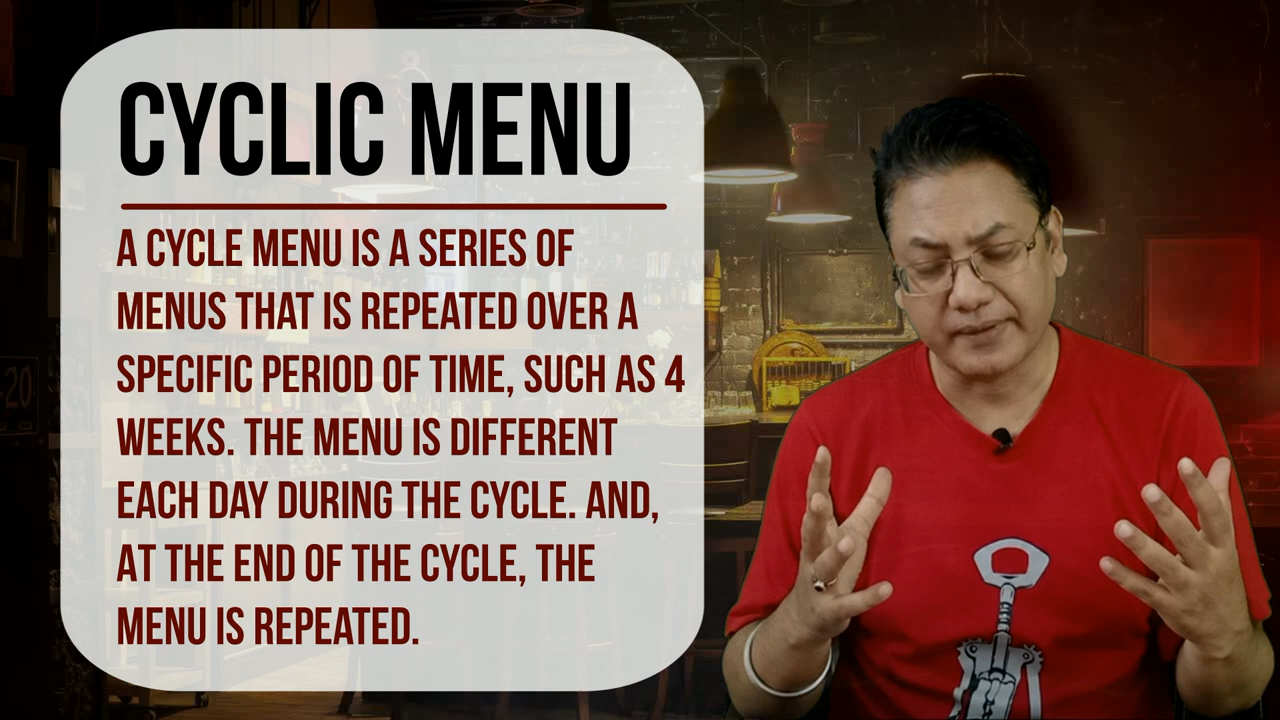 CYCLIC MENU
A CYCLE MENU IS A SERIES OF
MENUS THAT IS REPEATED OVER A
SPECIFIC PERIOD OF TIME, SUCH AS 4
WEEKS. THE MENU IS DIFFERENT
EACH DAY DURING THE CYCLE. AND,
AT THE END OF THE CYCLE, THE
MENU IS REPEATED.
20